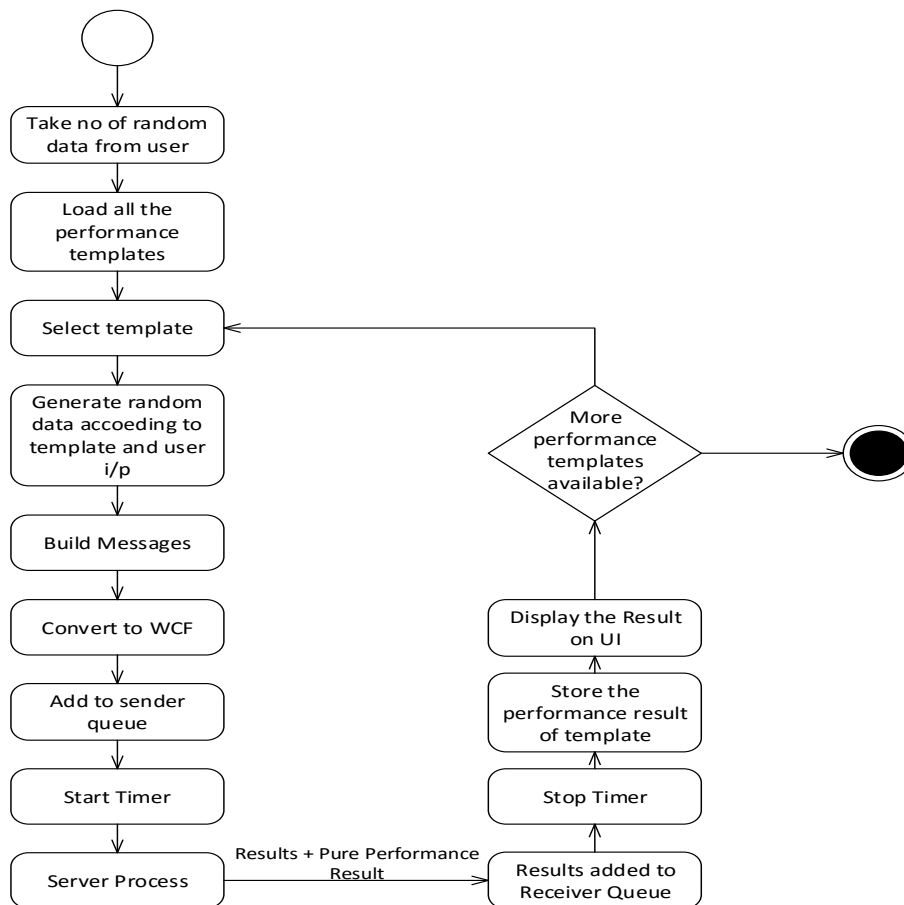 Take no of random
data from user
Load all the
performance
templates
Select template
Generate random
data accoeding to
template and user
i/p
Build Messages
Convert to WCF
Add to sender
queue
Start Timer
Server Process
Results + Pure Performance
Result
Results added to
Receiver Queue
Stop Timer
Store the
performance result
of template
Display the Result
on UI
More
performance
templates
available?